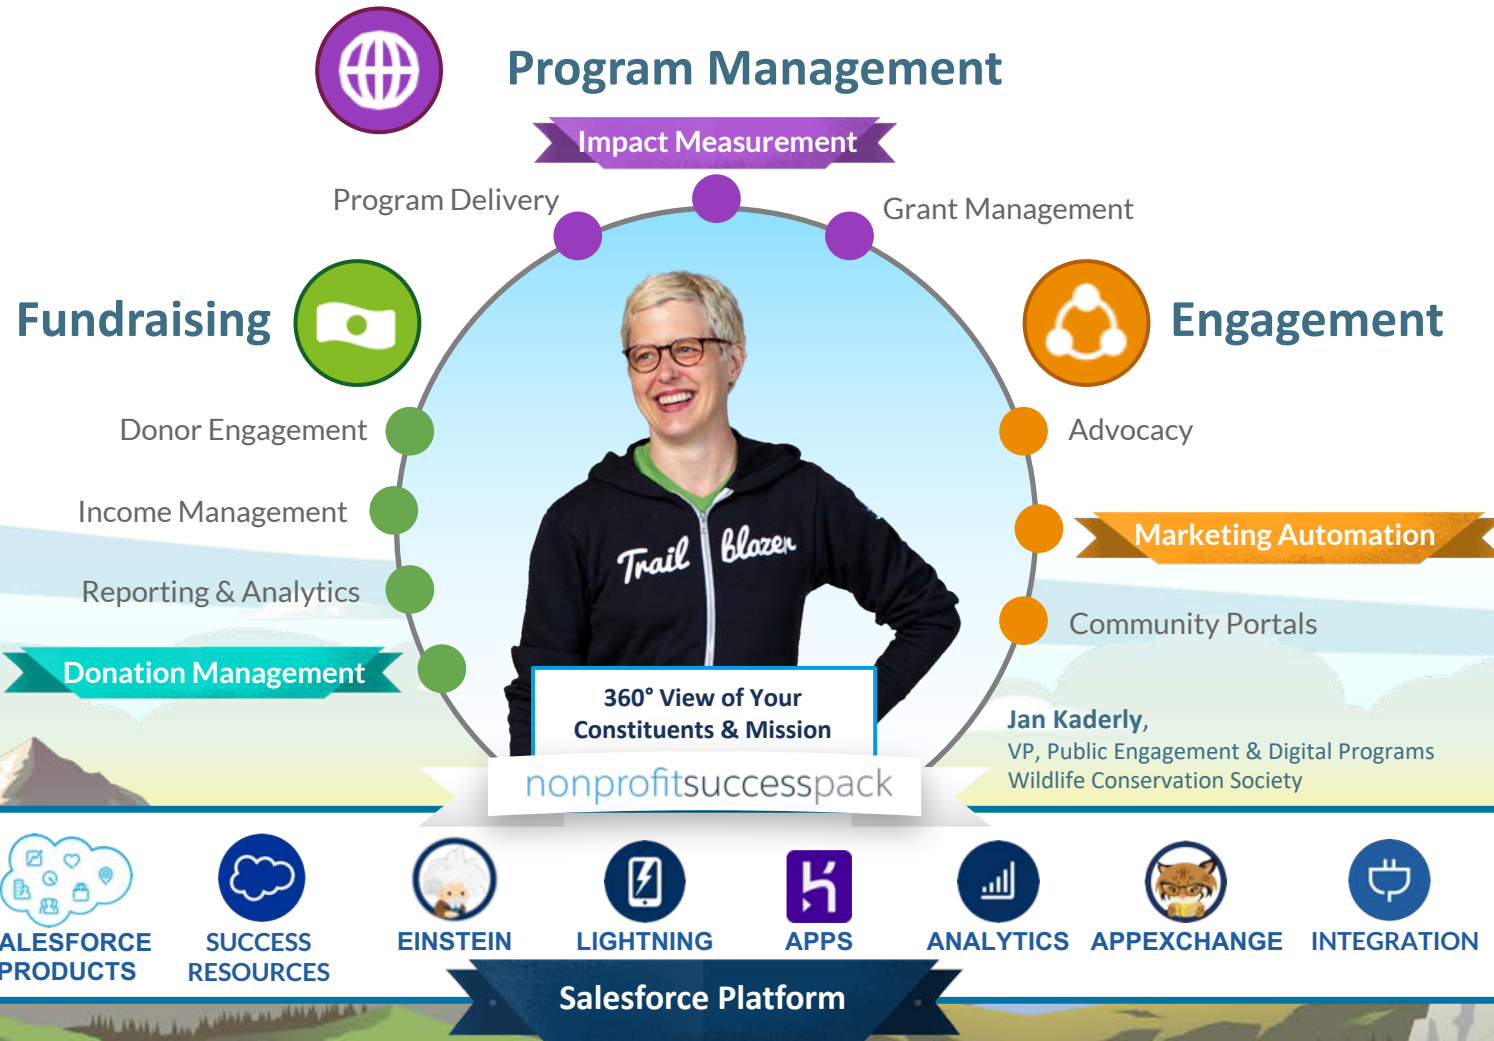 Program Management
Impact Measurement
Program Delivery
Grant Management
Fundraising
Engagement
Donor Engagement
Income Management
Reporting & Analytics
Donation Management
Advocacy
Marketing Automation
Community Portals
Trail Blazer
360° View of Your
Constituents & Mission
nonprofitsuccesspack
Jan Kaderly,
VP, Public Engagement & Digital Programs
Wildlife Conservation Society
ALESFORCE
PRODUCTS
SUCCESS
RESOURCES
EINSTEIN
LIGHTNING
APPS
ANALYTICS
APPEXCHANGE
INTEGRATION
Salesforce Platform